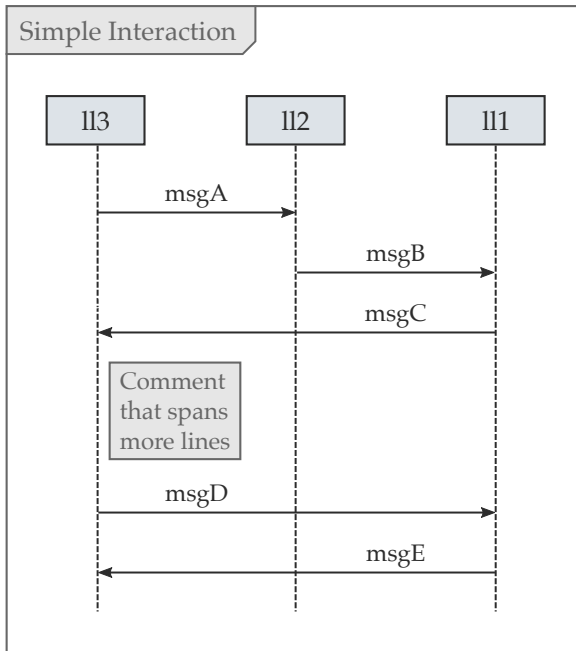 Simple Interaction
ll3
ll2
ll1
msgA
msgB
msgC
Comment
that spans
more lines
msgD
msgE